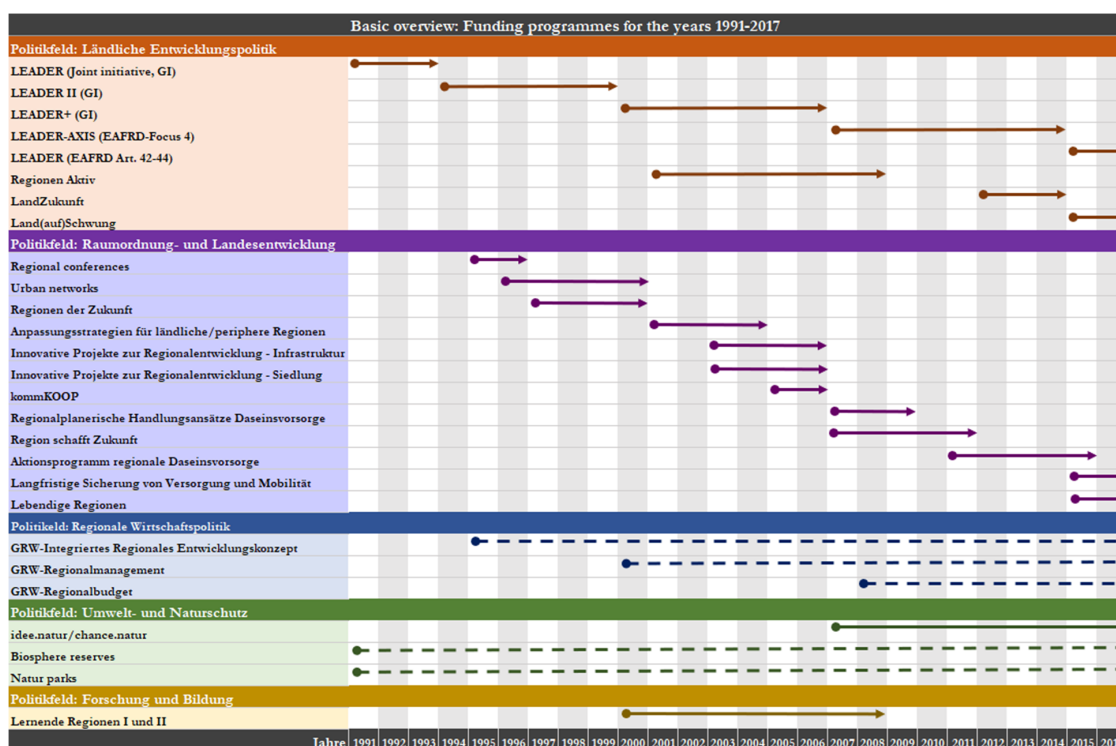 Basic overview: Funding programmes for the years 1991-2017
Politikfeld: Ländliche Entwicklungspolitik
LEADER (Joint initiative, GI)
LEADER II (GI)
LEADER+ (GI)
LEADER-AXIS (EAFRD-Focus 4)
LEADER (EAFRD Art. 42-44)
Regionen Aktiv
LandZukunft
Land(auf)Schwung
Politikfeld: Raumordnung- und Landesentwicklung
Regional conferences
Urban networks
Regionen der Zukunft
Anpassungsstrategien für ländliche/periphere Regionen
Innovative Projekte zur Regionalentwicklung - Infrastruktur
Innovative Projekte zur Regionalentwicklung - Siedlung
kommKOOP
Regionalplanerische Handlungsansätze Daseinsvorsorge
Region schafft Zukunft
Aktionsprogramm regionale Daseinsvorsorge
Langfristige Sicherung von Versorgung und Mobilität
Lebendige Regionen
Politikeld: Regionale Wirtschaftspolitik
GRW-Integriertes Regionales Entwicklungskonzept
GRW-Regionalmanagement
GRW-Regionalbudget
Politikfeld: Umwelt- und Naturschutz
idee.natur/chance.natur
Biosphere reserves
Natur parks
Politikfeld: Forschung und Bildung
Lernende Regionen I und II
Jahre 1991 1992 1993 1994 1995 1996 1997 1998 1999 2000 2001 2002 2003 2004 2005 2006 2007 2008 2009 2010 2011 2012 2013 2014 2015